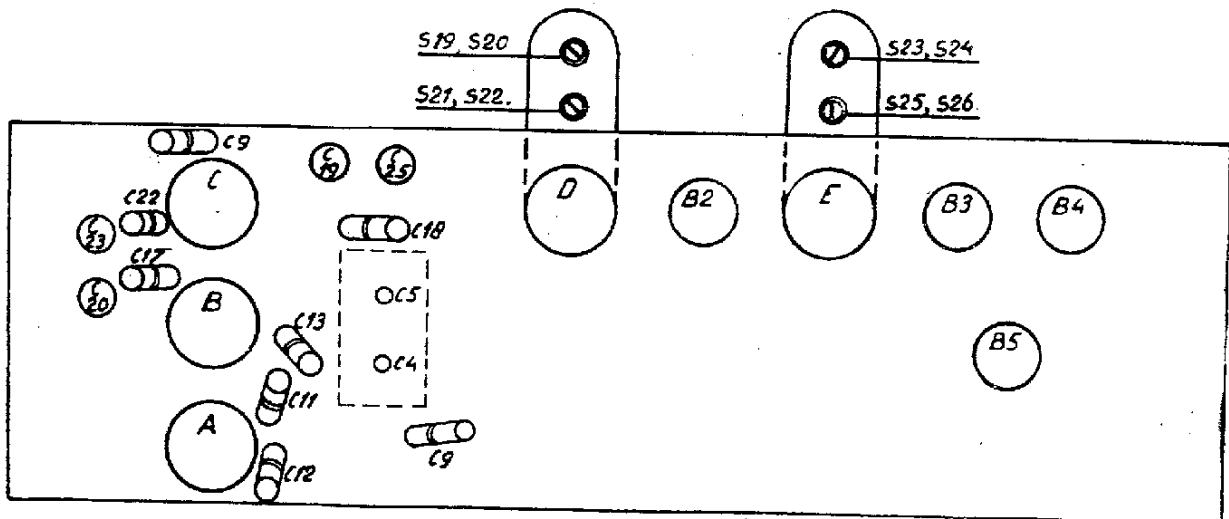 S19, S20
S23, S24
S21, S22.
S25, S26.
C9
C
C19
C25
D
B2
E
B3
B4
C22
C23
C18
C17
C20
B
C5
C13
C4
B5
C11
A
C9
C12